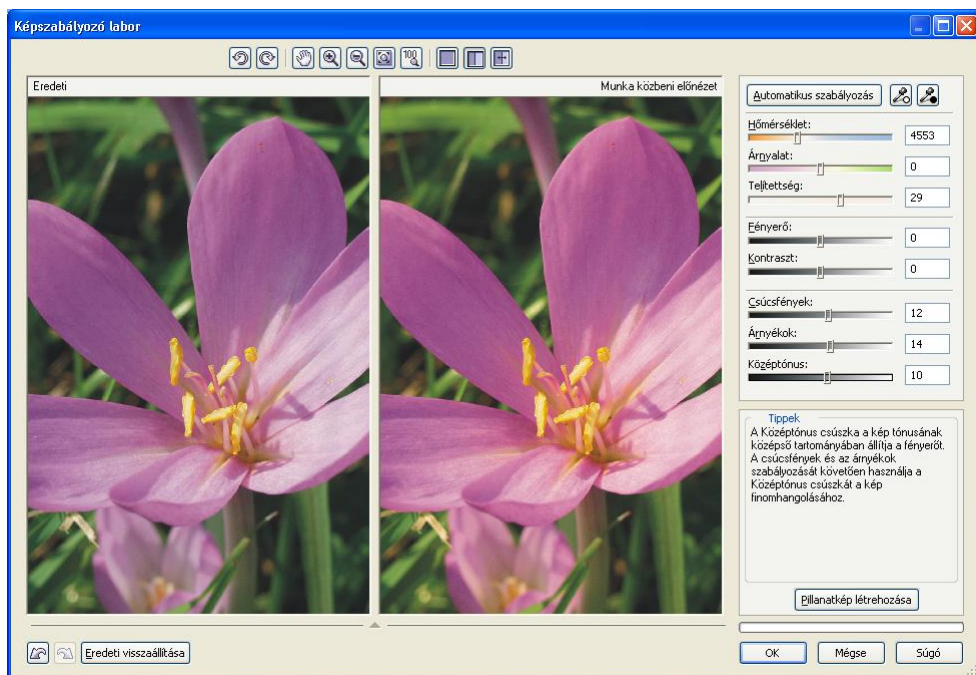 Képszabályozó labor
100
Eredeti
Munka közbeni előnézet
Automatikus szabályozás
Hőmérséklet:
4553
Árnyalat:
0
Telítettség:
29
Fényerő:
0
Kontraszt:
0
Csúcsfények:
12
Árnyékok:
14
Középtónus:
10
Tippek
A Középtónus csúszka a kép tónusának
középső tartományában állítja a fényerőt.
A csúcsfények és az árnyékok
szabályozását követően használja a
Középtónus csúszkát a kép
finomhangolásához.
Pillanatkép létrehozása
Eredeti visszaállítása
OK
Mégse
Súgó